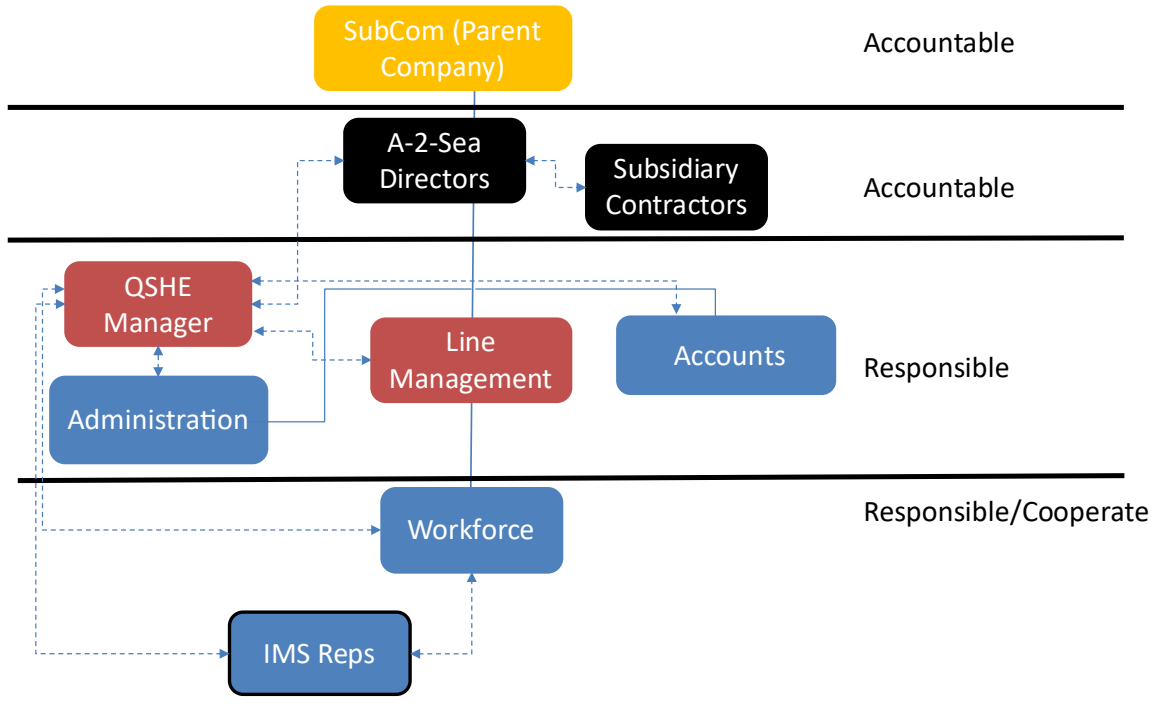 SubCom (Parent
Company)
Accountable
A-2-Sea
Directors
Subsidiary
Contractors
Accountable
QSHE
Manager
Line
Management
Accounts
Responsible
Administration
Responsible/Cooperate
Workforce
IMS Reps